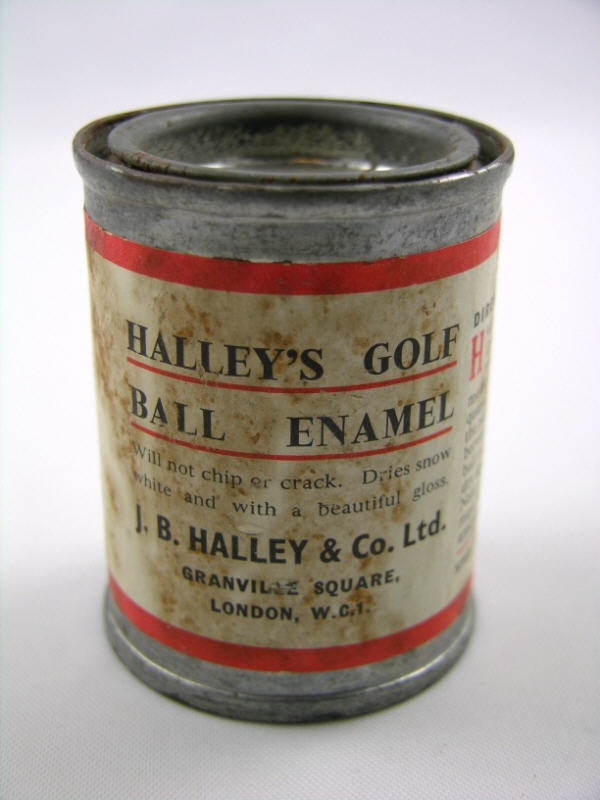 HALLEY'S GOLF
BALL ENAMEL
Will not chip or crack. Dries snow
white and with a beautiful gloss.
J. B. HALLEY & Co. Ltd.
GRANVILLE SQUARE,
LONDON, W.C.1.